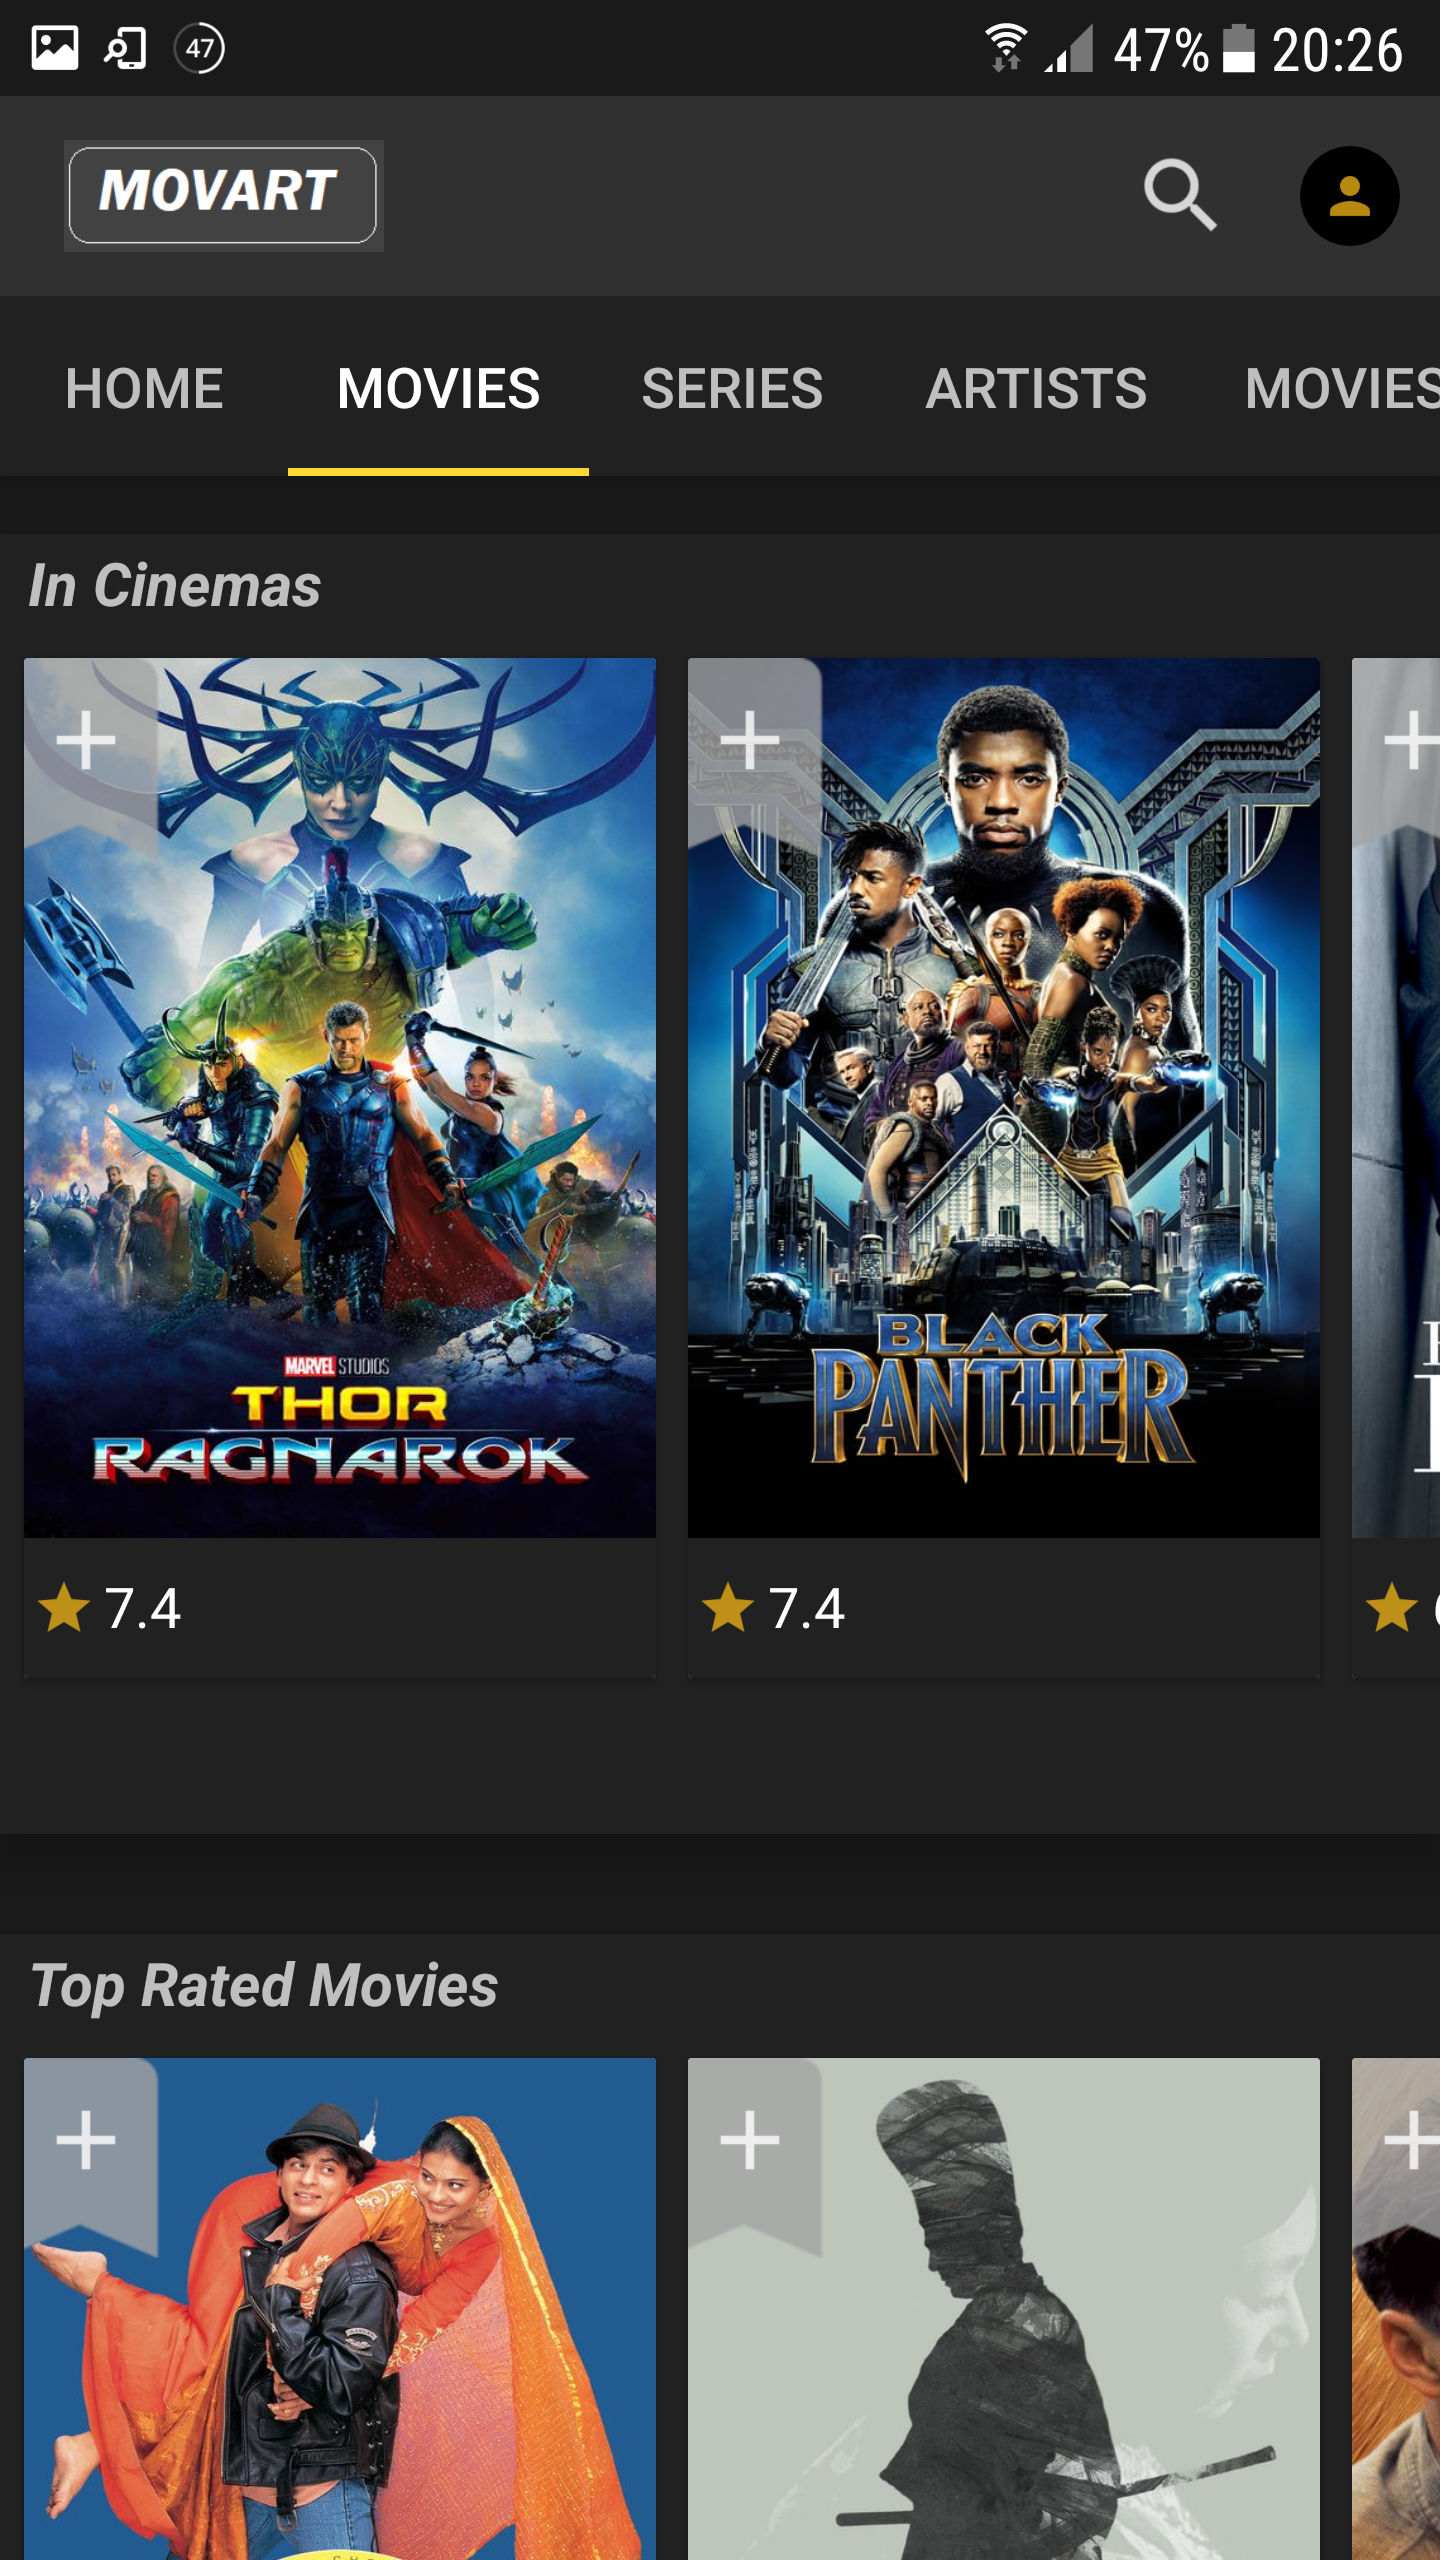 47
47%
20:26
MOVART
HOME
MOVIES
SERIES
ARTISTS
MOVIES
In Cinemas
MARVEL STUDIOS
THOR
RAGNAROK
BLACK
PANTHER
7.4
7.4
Top Rated Movies